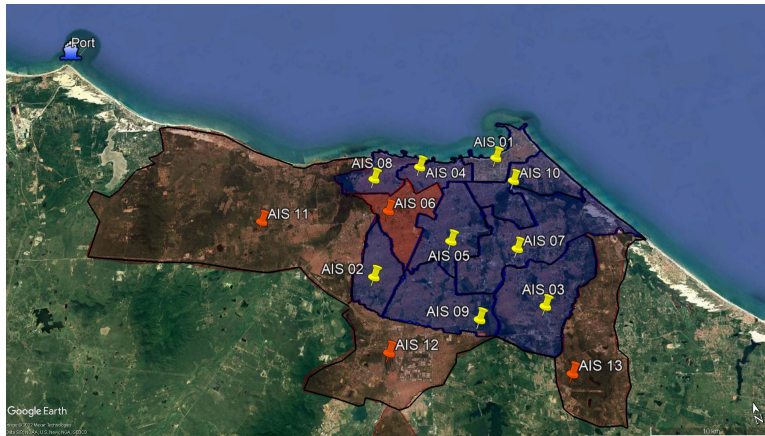 Port
AIS 01
AIS 08
AIS 04
AIS 10
AIS 06
AIS 11
AIS 07
AIS 05
AIS 02
AIS 03
AIS 09
AIS 12
AIS 13
Google Earth
10 km